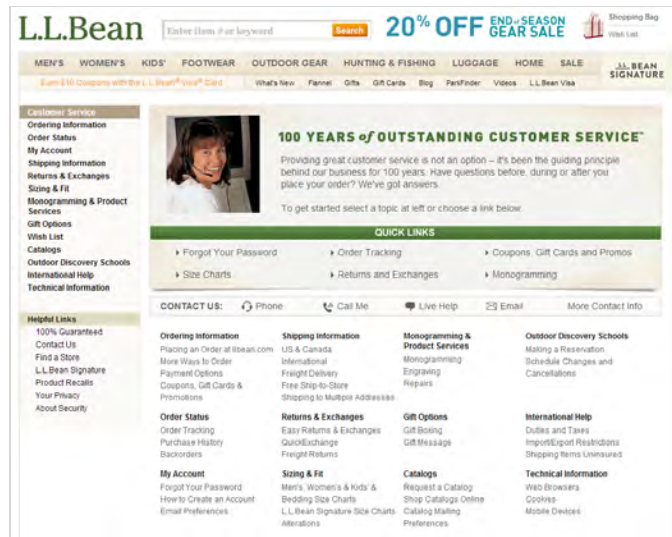 L.L.Bean
Enter item # or keyword
Search
20% OFF END of SEASON GEAR SALE
Shopping Bag
Wish List
MEN'S WOMEN'S KIDS' FOOTWEAR OUTDOOR GEAR HUNTING & FISHING LUGGAGE HOME SALE
L.L. BEAN
SIGNATURE
Earn $10 Coupons with the L.L.Bean® Visa® Card
What's New Flannel Gifts Gift Cards Blog ParkFinder Videos L.L.Bean Visa
Customer Service
Ordering Information
Order Status
My Account
Shipping Information
Returns & Exchanges
Sizing & Fit
Monogramming & Product
Services
Gift Options
Wish List
Catalogs
Outdoor Discovery Schools
International Help
Technical Information
Helpful Links
100% Guaranteed
Contact Us
Find a Store
L.L.Bean Signature
Product Recalls
Your Privacy
About Security
100 YEARS of OUTSTANDING CUSTOMER SERVICE℠
Providing great customer service is not an option – it's been the guiding principle
behind our business for 100 years. Have questions before, during or after you
place your order? We've got answers.
To get started select a topic at left or choose a link below.
QUICK LINKS
Forgot Your Password
Order Tracking
Coupons, Gift Cards and Promos
Size Charts
Returns and Exchanges
Monogramming
CONTACT US: Phone Call Me Live Help Email More Contact Info
Ordering Information
Placing an Order at llbean.com
More Ways to Order
Payment Options
Coupons, Gift Cards &
Promotions
Shipping Information
US & Canada
International
Freight Delivery
Free Ship-to-Store
Shipping to Multiple Addresses
Monogramming &
Product Services
Monogramming
Engraving
Repairs
Outdoor Discovery Schools
Making a Reservation
Schedule Changes and
Cancellations
Order Status
Order Tracking
Purchase History
Backorders
Returns & Exchanges
Easy Returns & Exchanges
QuickExchange
Freight Returns
Gift Options
Gift Boxing
Gift Message
International Help
Duties and Taxes
Import/Export Restrictions
Shipping Items Uninsured
My Account
Forgot Your Password
How to Create an Account
Email Preferences
Sizing & Fit
Men's, Women's & Kids' &
Bedding Size Charts
L.L.Bean Signature Size Charts
Alterations
Catalogs
Request a Catalog
Shop Catalogs Online
Catalog Mailing
Preferences
Technical Information
Web Browsers
Cookies
Mobile Devices